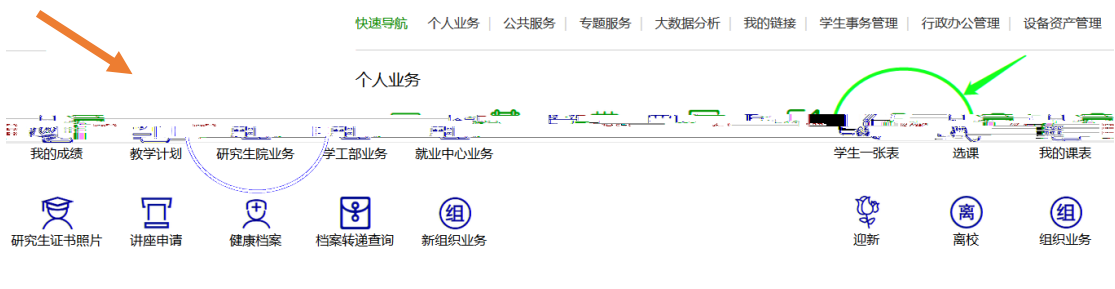 快速导航 个人业务 | 公共服务 | 专题服务 | 大数据分析 | 我的链接 | 学生事务管理 | 行政办公管理 | 设备资产管理
个人业务
我的成绩 教学计划 研究生院业务 学工部业务 就业中心业务 学生一张表 选课 我的课表
组 离 组
研究生证书照片 讲座申请 健康档案 档案转递查询 新组织业务 迎新 离校 组织业务